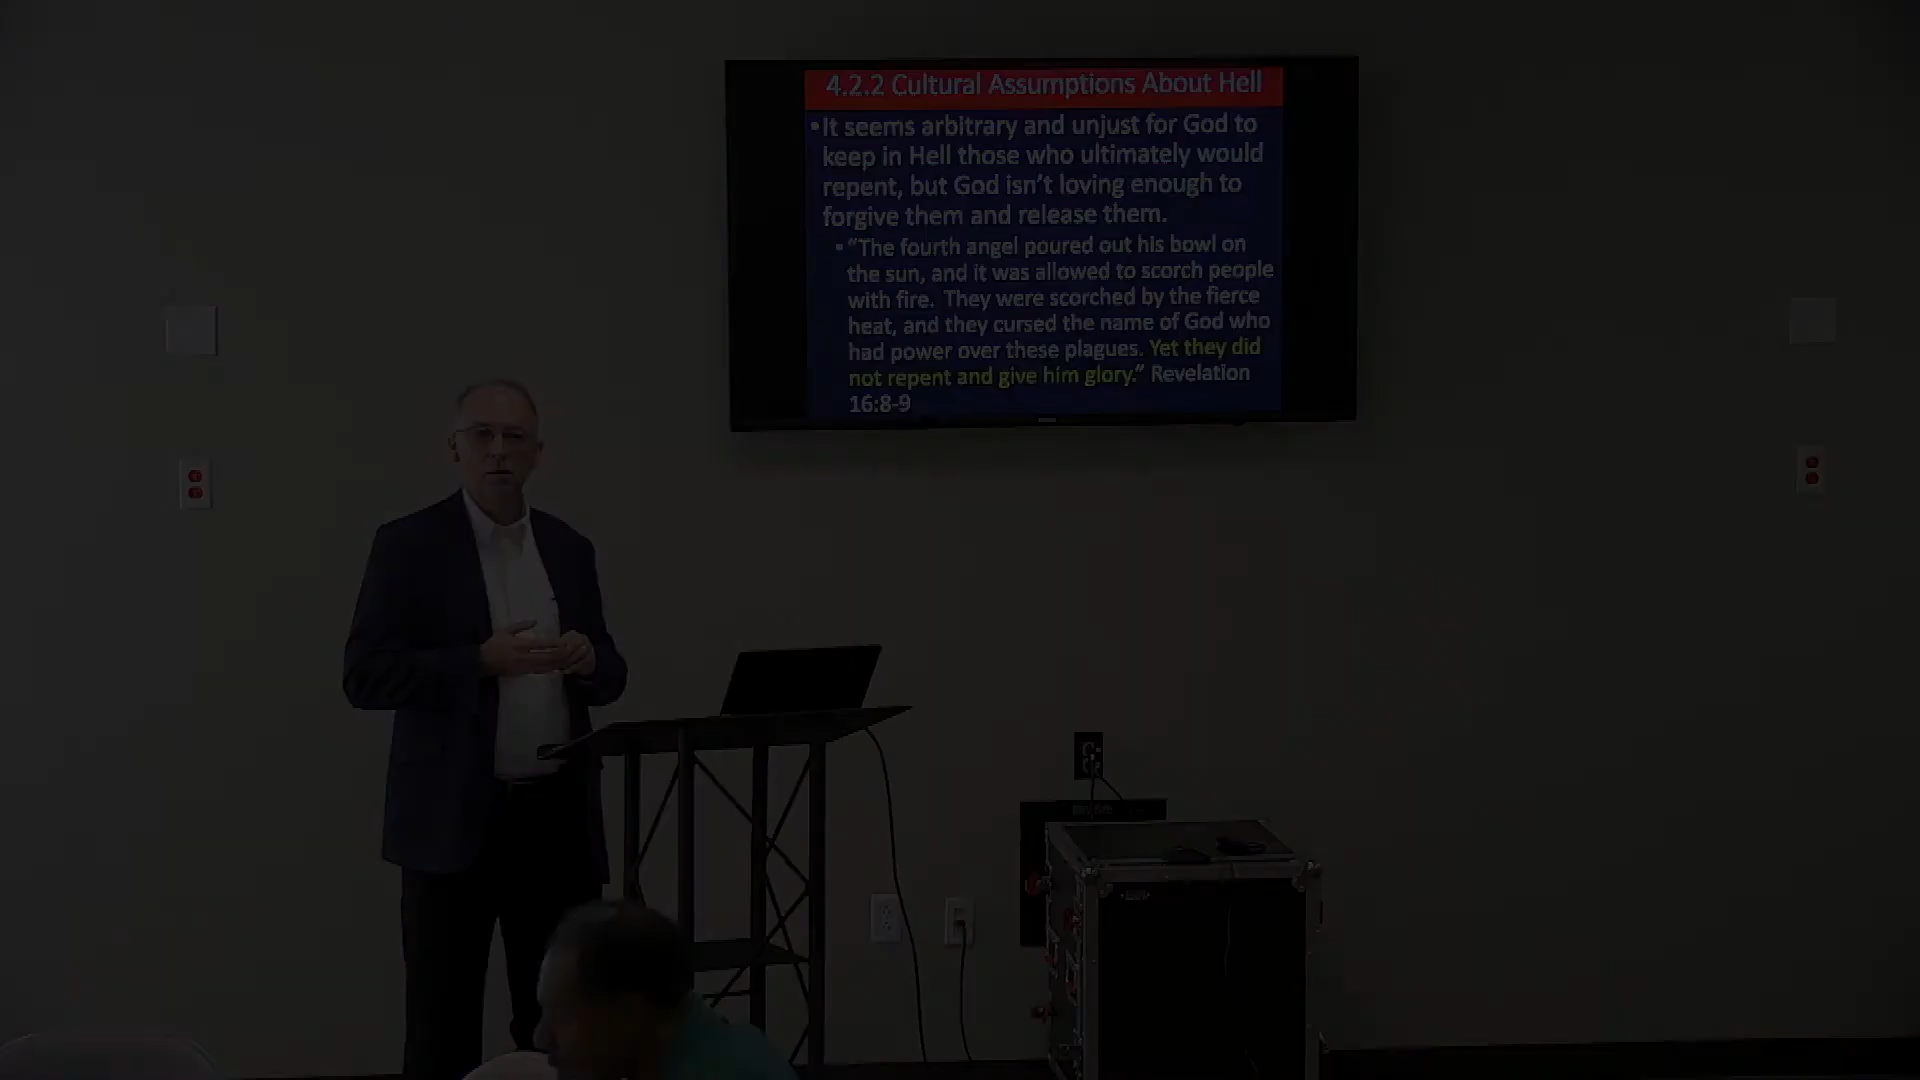 4.2.2 Cultural Assumptions About Hell
•It seems arbitrary and unjust for God to
keep in Hell those who ultimately would
repent, but God isn't loving enough to
forgive them and release them.
• "The fourth angel poured out his bowl on
the sun, and it was allowed to scorch people
with fire. They were scorched by the fierce
heat, and they cursed the name of God who
had power over these plagues. Yet they did
not repent and give him glory." Revelation
16:8-9